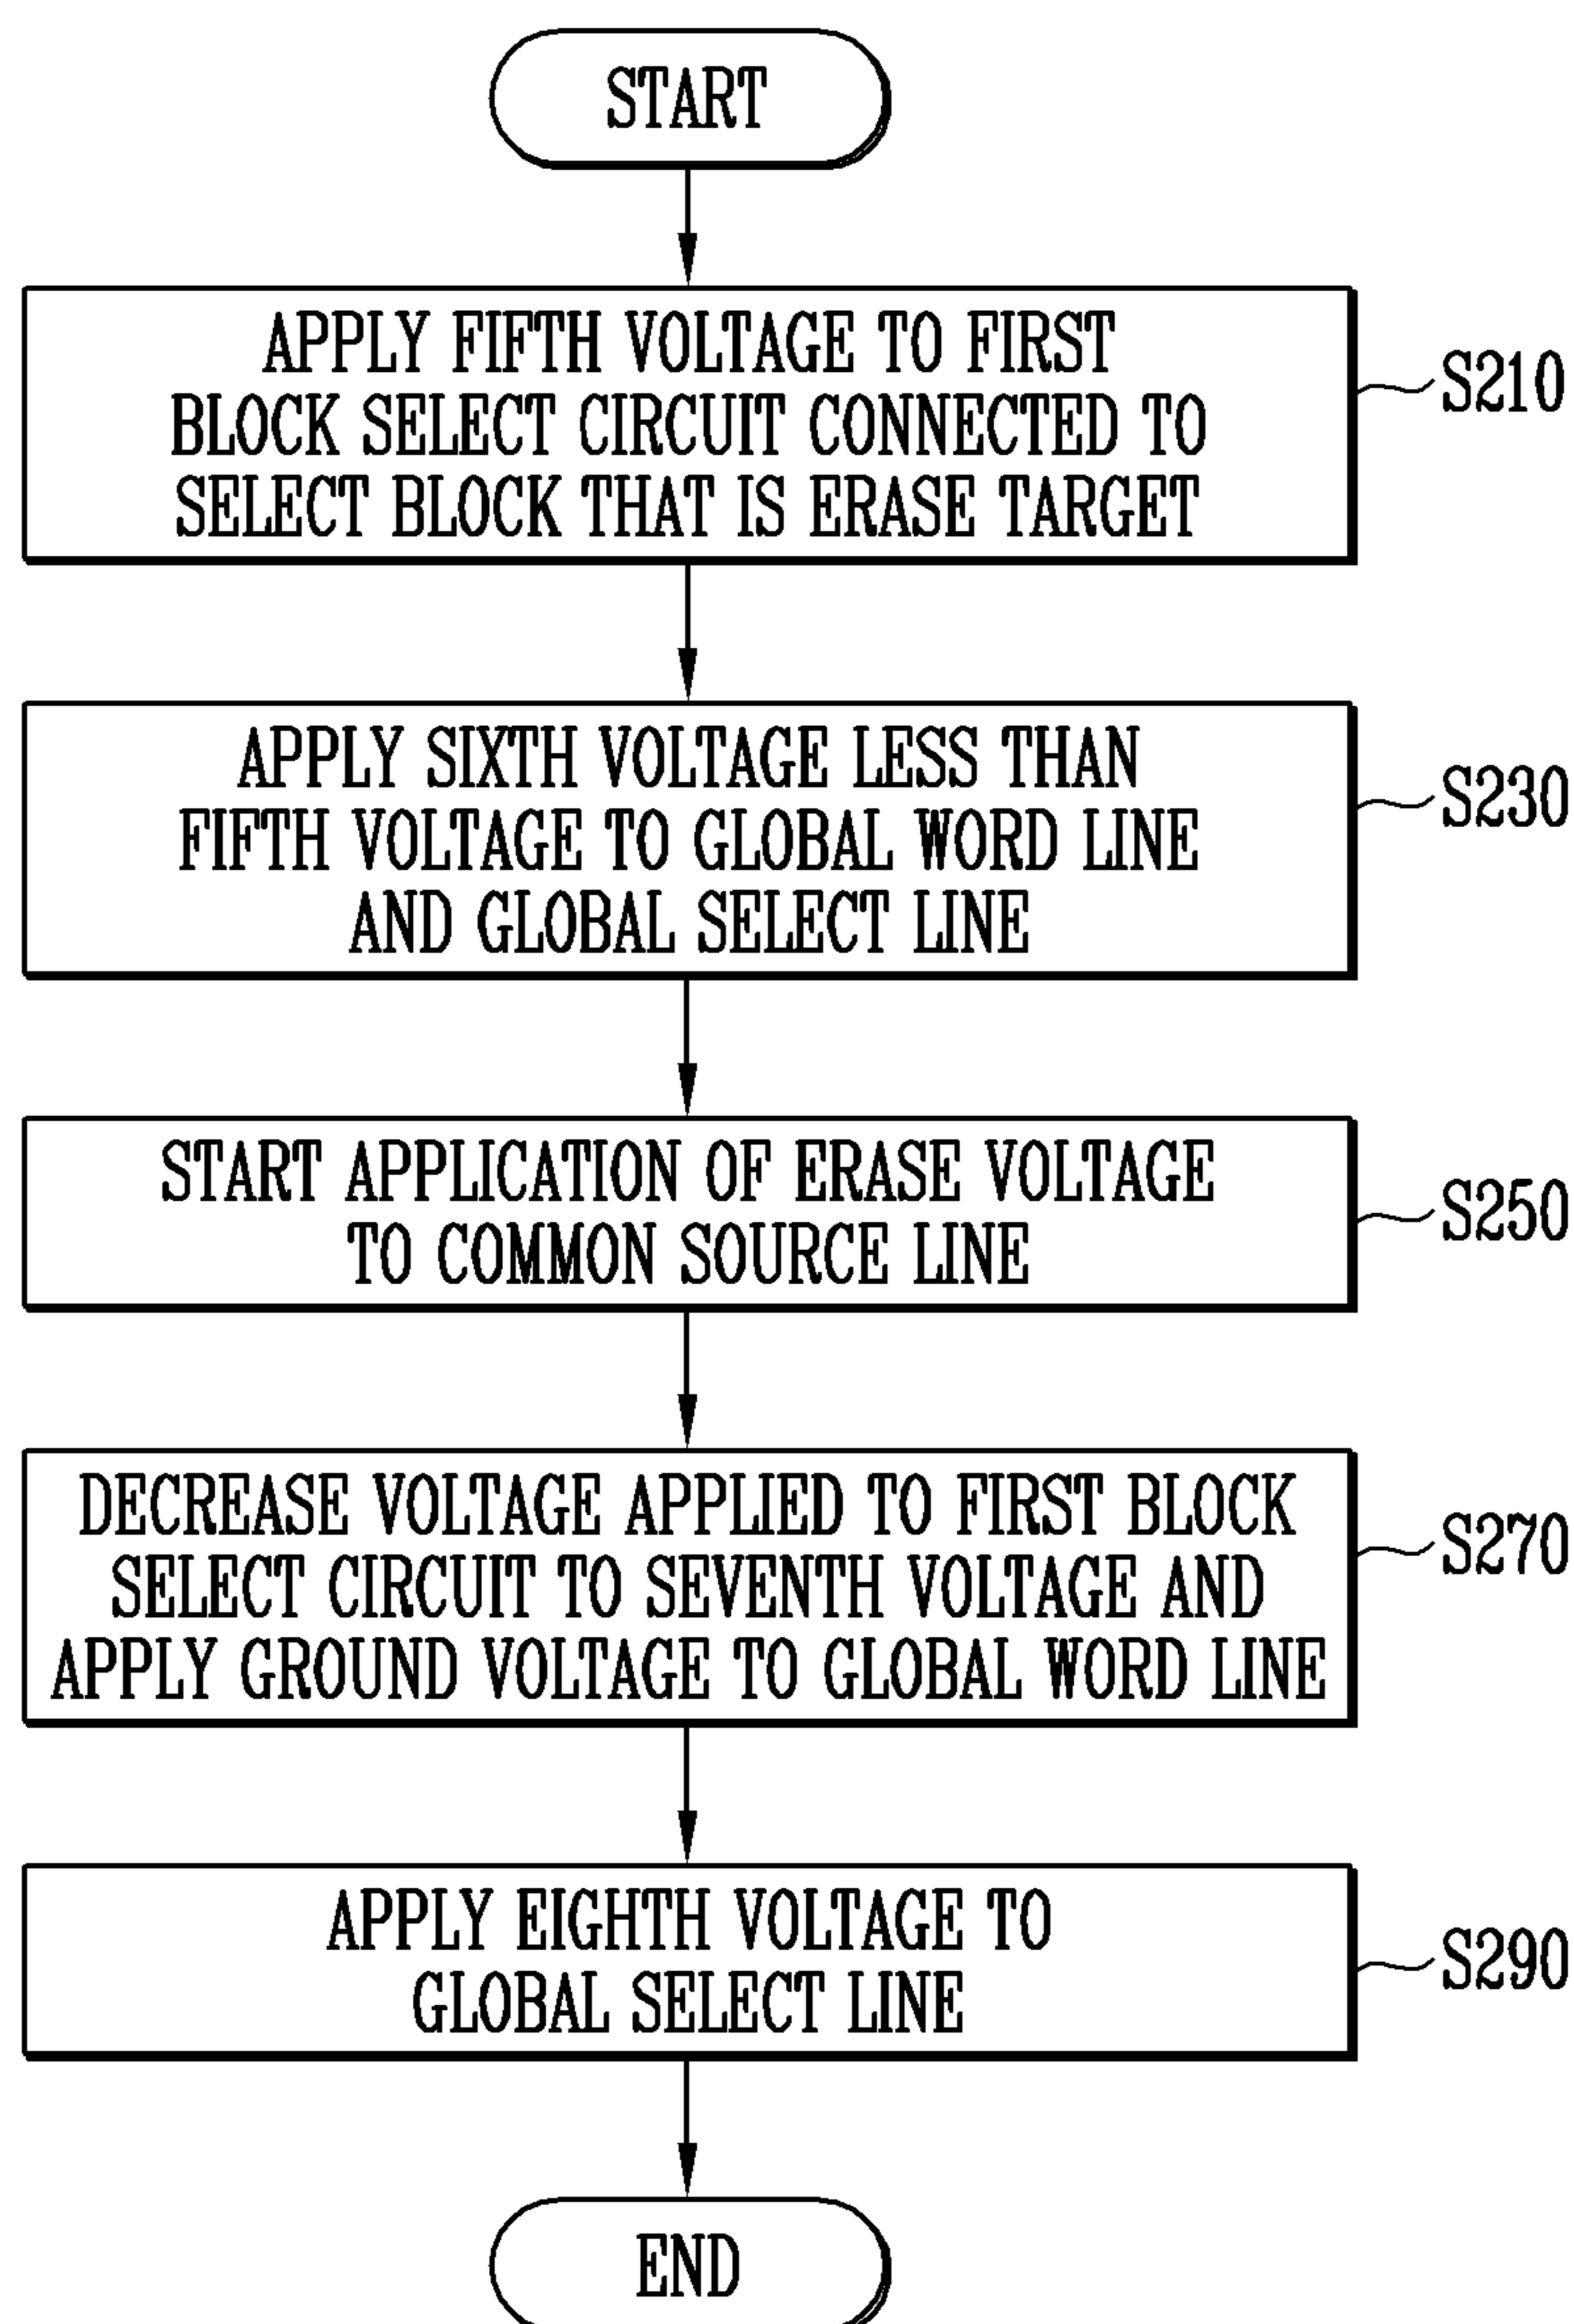 START
APPLY FIFTH VOLTAGE TO FIRST
BLOCK SELECT CIRCUIT CONNECTED TO
SELECT BLOCK THAT IS ERASE TARGET
S210
APPLY SIXTH VOLTAGE LESS THAN
FIFTH VOLTAGE TO GLOBAL WORD LINE
AND GLOBAL SELECT LINE
S230
START APPLICATION OF ERASE VOLTAGE
TO COMMON SOURCE LINE
S250
DECREASE VOLTAGE APPLIED TO FIRST BLOCK
SELECT CIRCUIT TO SEVENTH VOLTAGE AND
APPLY GROUND VOLTAGE TO GLOBAL WORD LINE
S270
APPLY EIGHTH VOLTAGE TO
GLOBAL SELECT LINE
S290
END